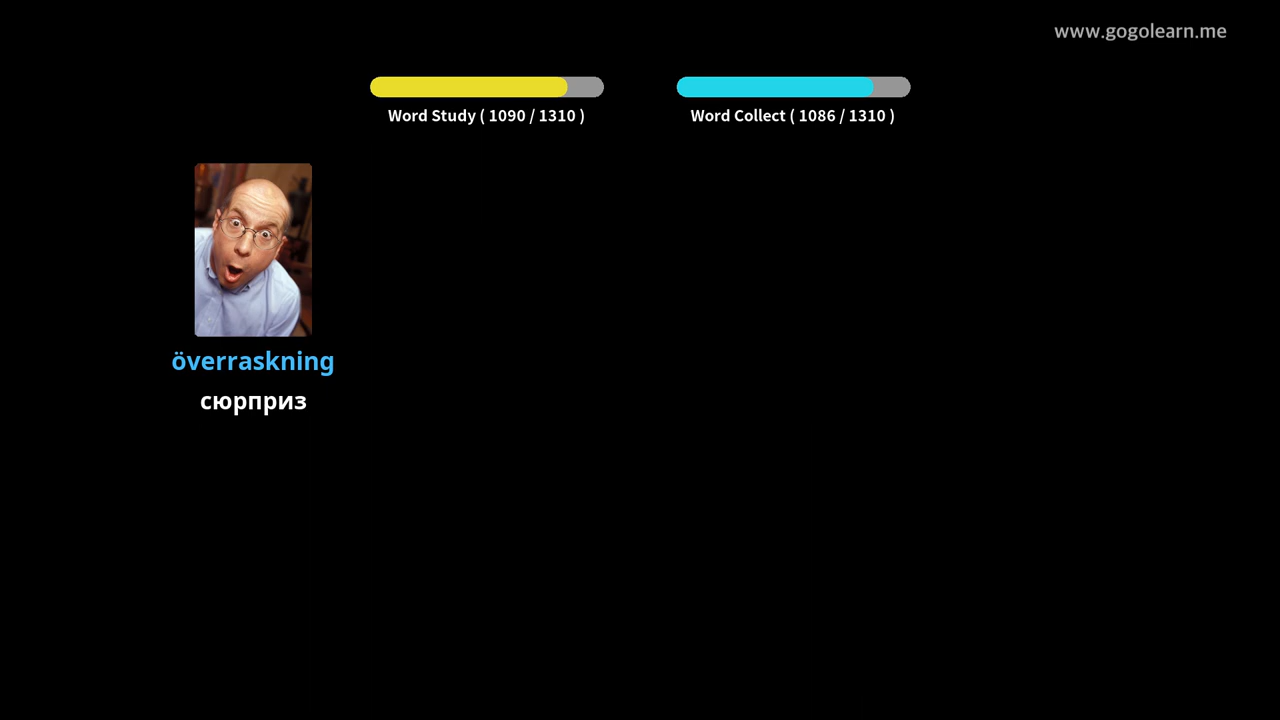 www.gogolearn.me
Word Study ( 1090 / 1310 )
Word Collect ( 1086 / 1310 )
överraskning
сюрприз